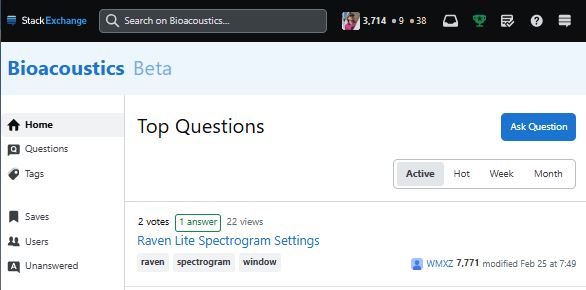 StackExchange Search on Bioacoustics... 3,714 9 38
Bioacoustics Beta
Home
Questions
Tags
Saves
Users
Unanswered
Top Questions
Ask Question
Active Hot Week Month
2 votes 1 answer 22 views
Raven Lite Spectrogram Settings
raven spectrogram window
WMXZ 7,771 modified Feb 25 at 7:49